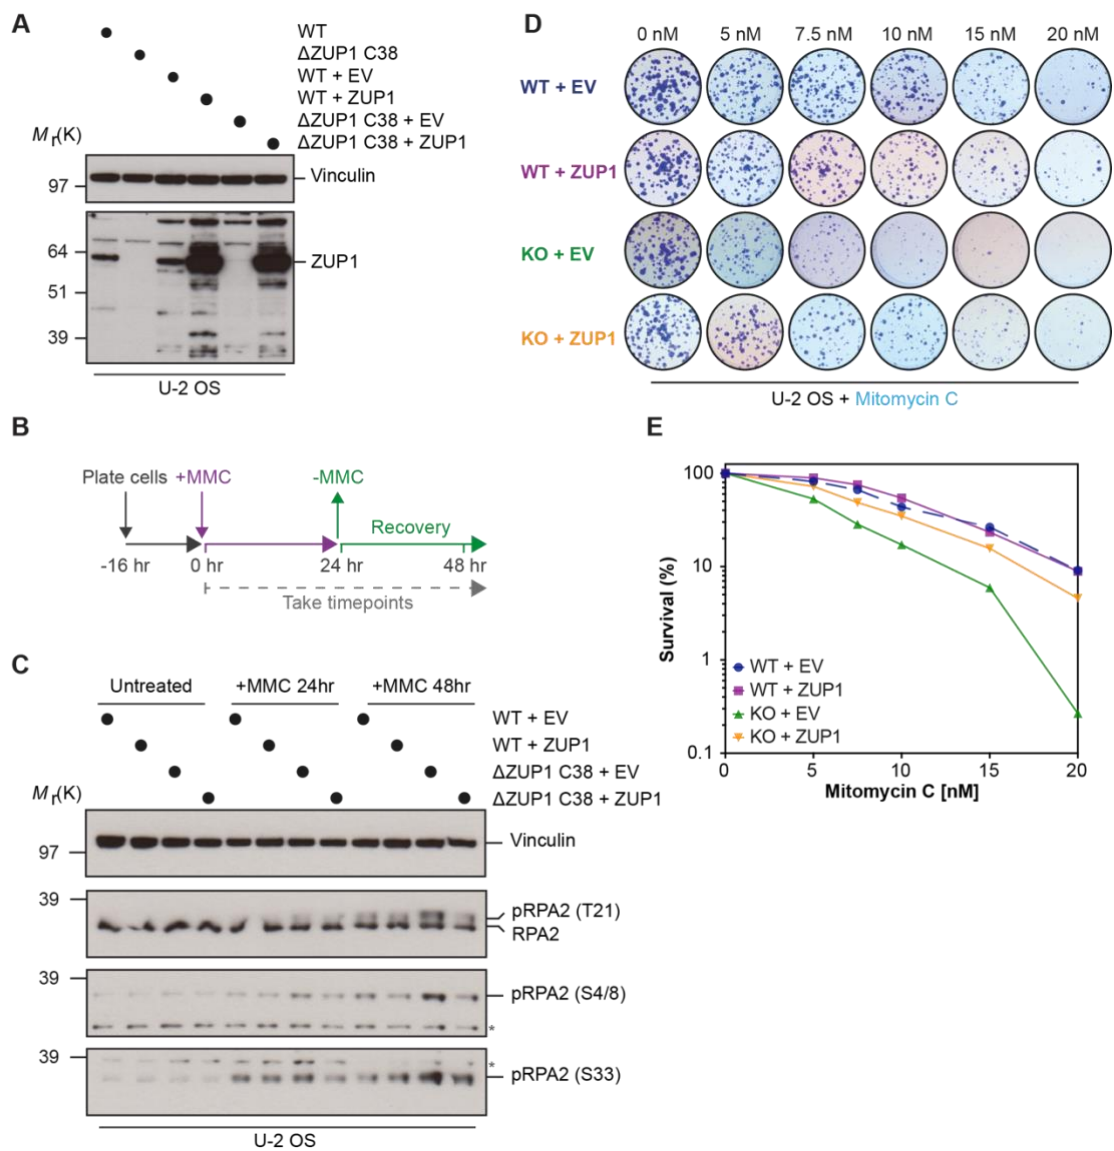 A
WT
ΔZUP1 C38
WT + EV
WT + ZUP1
ΔZUP1 C38 + EV
ΔZUP1 C38 + ZUP1
Mr(K)
97
Vinculin
64
ZUP1
51
39
U-2 OS
B
Plate cells
+MMC
-MMC
Recovery
-16 hr
0 hr
24 hr
48 hr
Take timepoints
C
Untreated
+MMC 24hr
+MMC 48hr
WT + EV
WT + ZUP1
ΔZUP1 C38 + EV
ΔZUP1 C38 + ZUP1
Mr(K)
Vinculin
97
39
pRPA2 (T21)
RPA2
39
pRPA2 (S4/8)
*
39
*
pRPA2 (S33)
U-2 OS
D
0 nM 5 nM 7.5 nM 10 nM 15 nM 20 nM
WT + EV
WT + ZUP1
KO + EV
KO + ZUP1
U-2 OS + Mitomycin C
E
100
10
1
0.1
Survival (%)
WT + EV
WT + ZUP1
KO + EV
KO + ZUP1
0 5 10 15 20
Mitomycin C [nM]